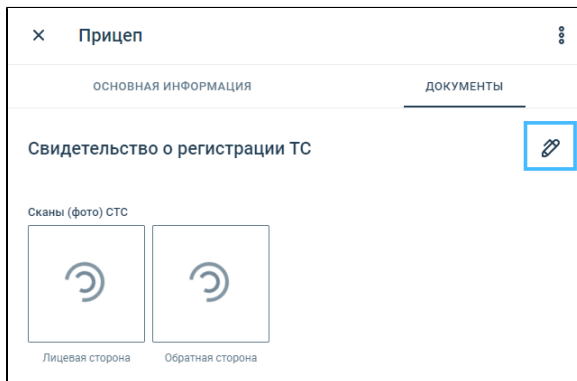 Прицеп
ОСНОВНАЯ ИНФОРМАЦИЯ
ДОКУМЕНТЫ
Свидетельство о регистрации ТС
Сканы (фото) СТС
Лицевая сторона
Обратная сторона